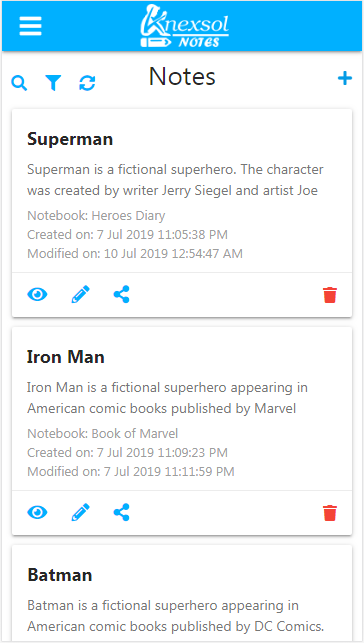 Knexsol
NOTES
Notes
Superman
Superman is a fictional superhero. The character
was created by writer Jerry Siegel and artist Joe
Notebook: Heroes Diary
Created on: 7 Jul 2019 11:05:38 PM
Modified on: 10 Jul 2019 12:54:47 AM
Iron Man
Iron Man is a fictional superhero appearing in
American comic books published by Marvel
Notebook: Book of Marvel
Created on: 7 Jul 2019 11:09:23 PM
Modified on: 7 Jul 2019 11:11:59 PM
Batman
Batman is a fictional superhero appearing in
American comic books published by DC Comics.